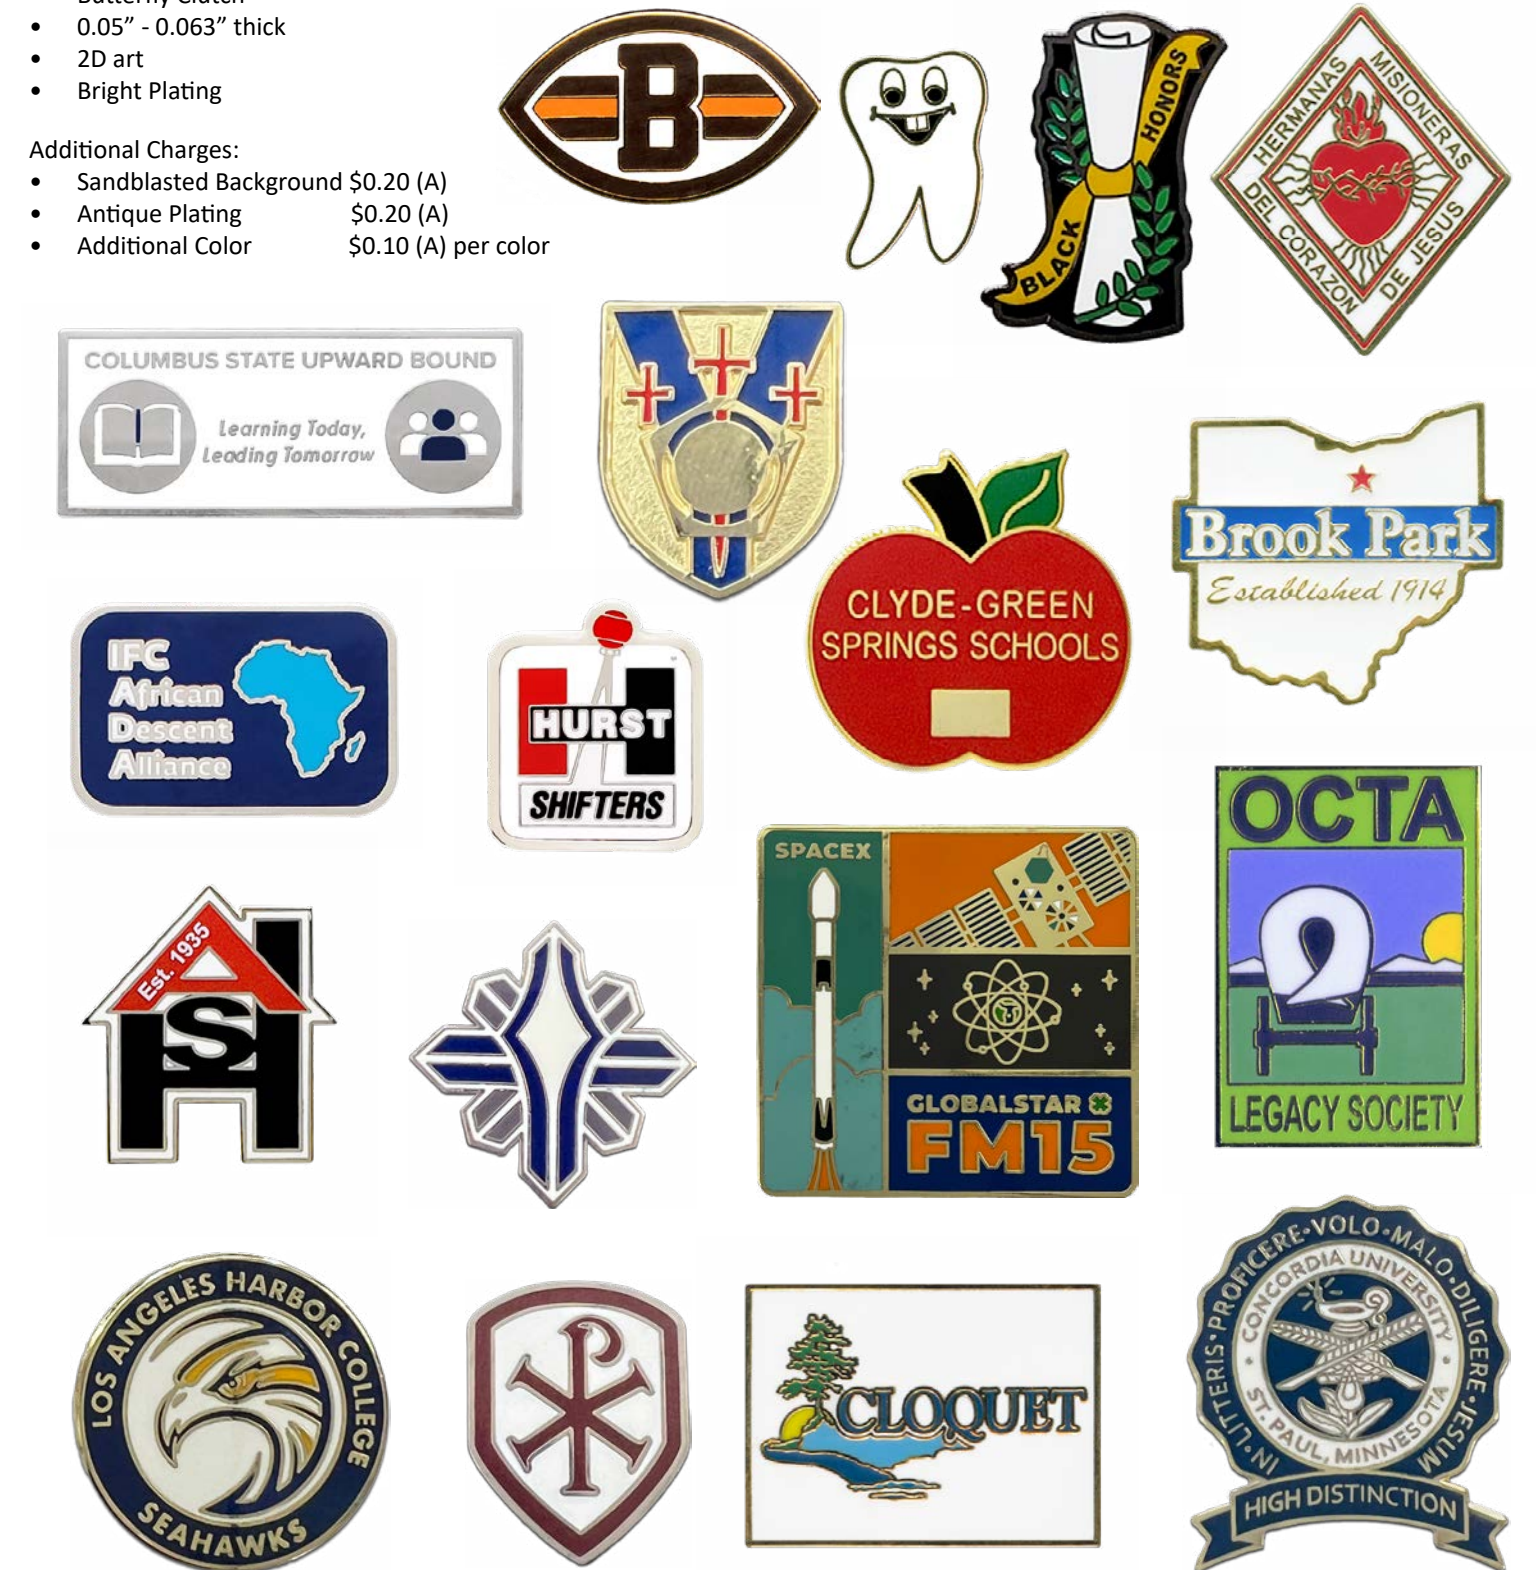 Butterfly Clutch
• 0.05” - 0.063” thick
• 2D art
• Bright Plating
Additional Charges:
• Sandblasted Background $0.20 (A)
• Antique Plating $0.20 (A)
• Additional Color $0.10 (A) per color
B
BLACK HONORS
HERMANAS MISIONERAS
DEL CORAZON DE JESUS
COLUMBUS STATE UPWARD BOUND
Learning Today,
Leading Tomorrow
CLYDE-GREEN
SPRINGS SCHOOLS
Brook Park
Established 1914
IFC
African
Descent
Alliance
H
HURST
SHIFTERS
SPACEX
GLOBALSTAR
FM15
OCTA
LEGACY SOCIETY
Est. 1935
A
S
H
LOS ANGELES HARBOR COLLEGE
SEAHAWKS
CLOQUET
IN•LITTERIS•PROFICERE•VOLO•MALO•DILIGERE•JESUM
CONCORDIA UNIVERSITY
ST. PAUL, MINNESOTA
HIGH DISTINCTION